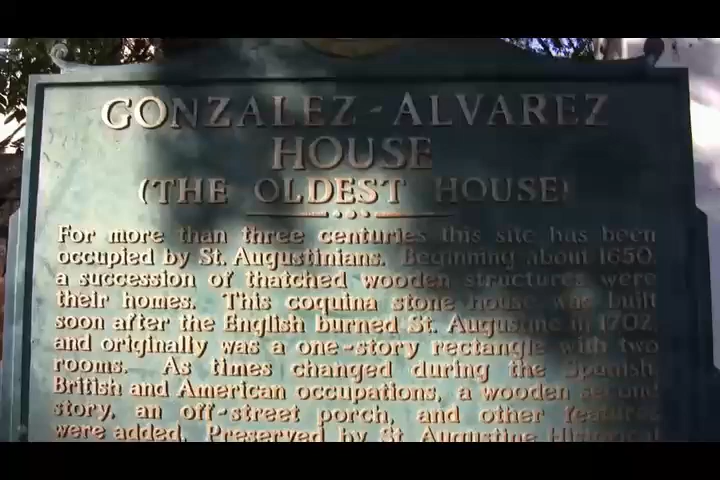 GONZALEZ-ALVAREZ
HOUSE
(THE OLDEST HOUSE)
For more than three centuries this site has been
occupied by St. Augustinians. Beginning about 1650,
a succession of thatched wooden structures were
their homes. This coquina stone house was built
soon after the English burned St. Augustine in 1702,
and originally was a one-story rectangle with two
rooms. As times changed during the Spanish,
British and American occupations, a wooden second
story, an off-street porch, and other features
were added. Preserved by St. Augustine Historical